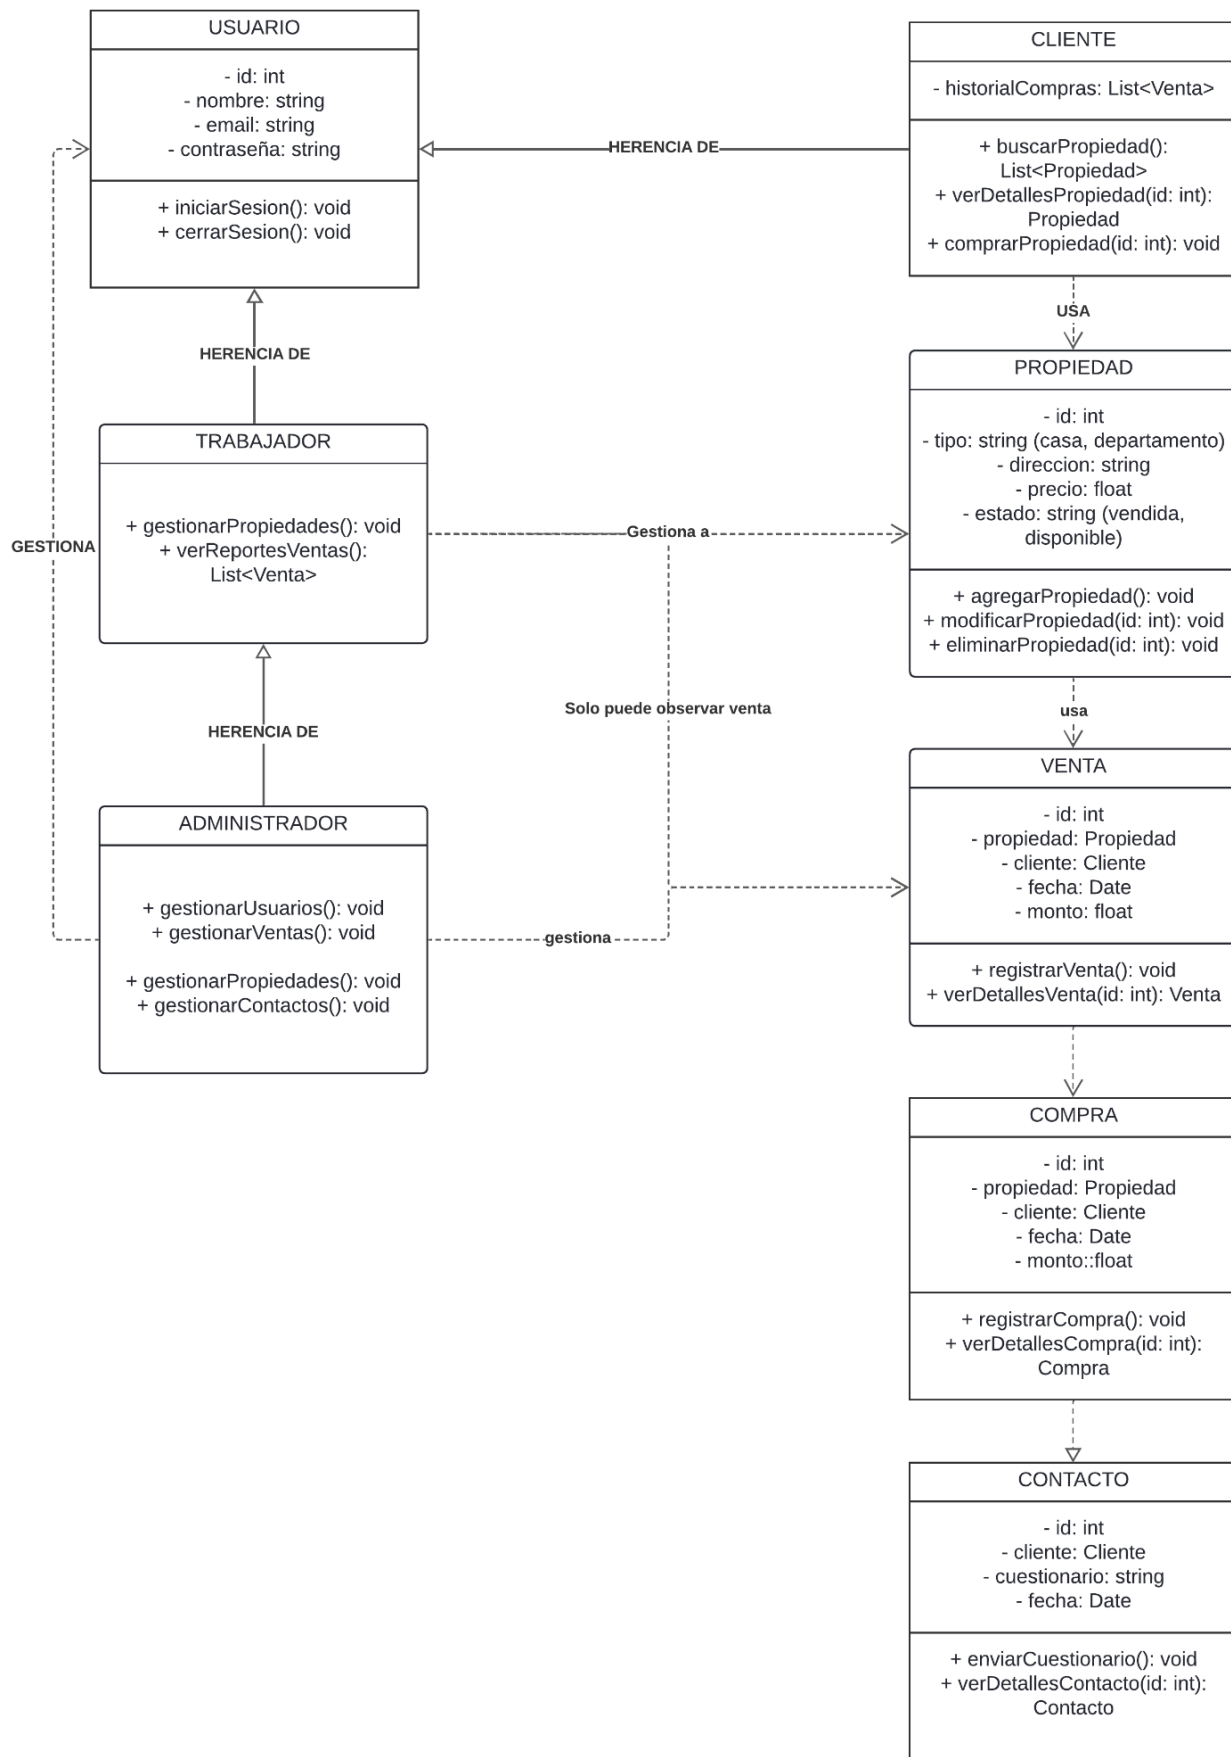 USUARIO
- id: int
- nombre: string
- email: string
- contraseña: string
+ iniciarSesion(): void
+ cerrarSesion(): void
CLIENTE
- historialCompras: List<Venta>
+ buscarPropiedad():
List<Propiedad>
+ verDetallesPropiedad(id: int):
Propiedad
+ comprarPropiedad(id: int): void
HERENCIA DE
USA
HERENCIA DE
TRABAJADOR
+ gestionarPropiedades(): void
+ verReportesVentas():
List<Venta>
PROPIEDAD
- id: int
- tipo: string (casa, departamento)
- direccion: string
- precio: float
- estado: string (vendida,
disponible)
+ agregarPropiedad(): void
+ modificarPropiedad(id: int): void
+ eliminarPropiedad(id: int): void
Gestiona a
GESTIONA
Solo puede observar venta
usa
HERENCIA DE
ADMINISTRADOR
+ gestionarUsuarios(): void
+ gestionarVentas(): void
+ gestionarPropiedades(): void
+ gestionarContactos(): void
gestiona
VENTA
- id: int
- propiedad: Propiedad
- cliente: Cliente
- fecha: Date
- monto: float
+ registrarVenta(): void
+ verDetallesVenta(id: int): Venta
COMPRA
- id: int
- propiedad: Propiedad
- cliente: Cliente
- fecha: Date
- monto::float
+ registrarCompra(): void
+ verDetallesCompra(id: int):
Compra
CONTACTO
- id: int
- cliente: Cliente
- cuestionario: string
- fecha: Date
+ enviarCuestionario(): void
+ verDetallesContacto(id: int):
Contacto